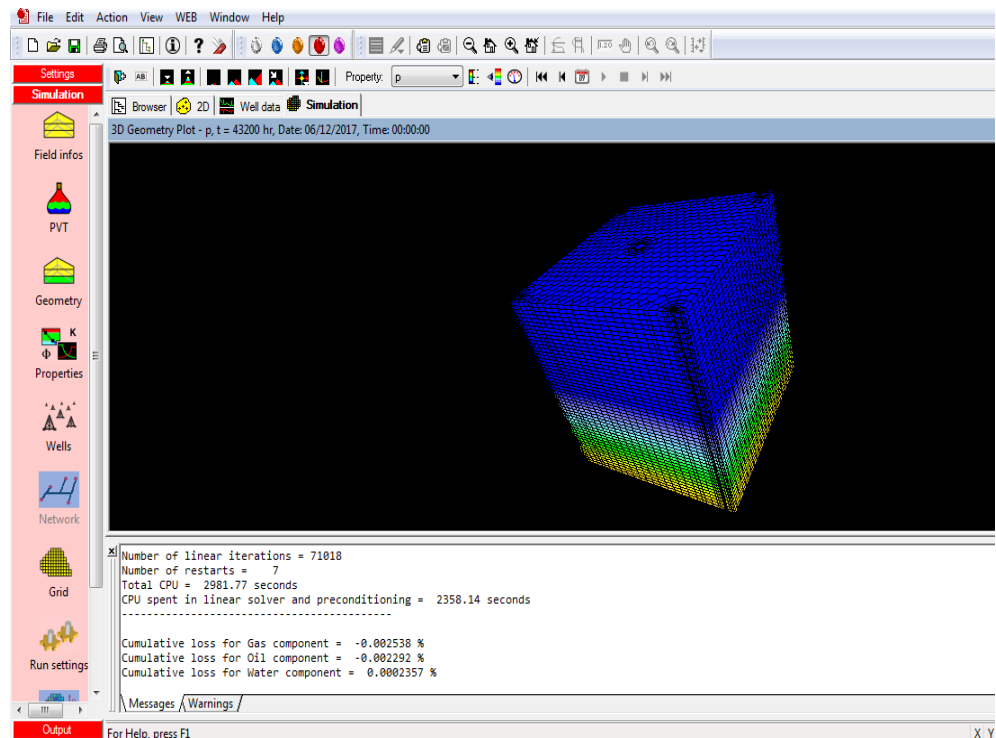 File Edit Action View WEB Window Help
Settings
Simulation
Property: p
Browser 2D Well data Simulation
3D Geometry Plot - p, t = 43200 hr, Date: 06/12/2017, Time: 00:00:00
Field infos
PVT
Geometry
K
Φ
Properties
Wells
Network
Grid
Run settings
Output
Number of linear iterations = 71018
Number of restarts = 7
Total CPU = 2981.77 seconds
CPU spent in linear solver and preconditioning = 2358.14 seconds
--------------------------------------------
Cumulative loss for Gas component = -0.002538 %
Cumulative loss for Oil component = -0.002292 %
Cumulative loss for Water component = 0.0002357 %
Messages Warnings
For Help, press F1
X Y